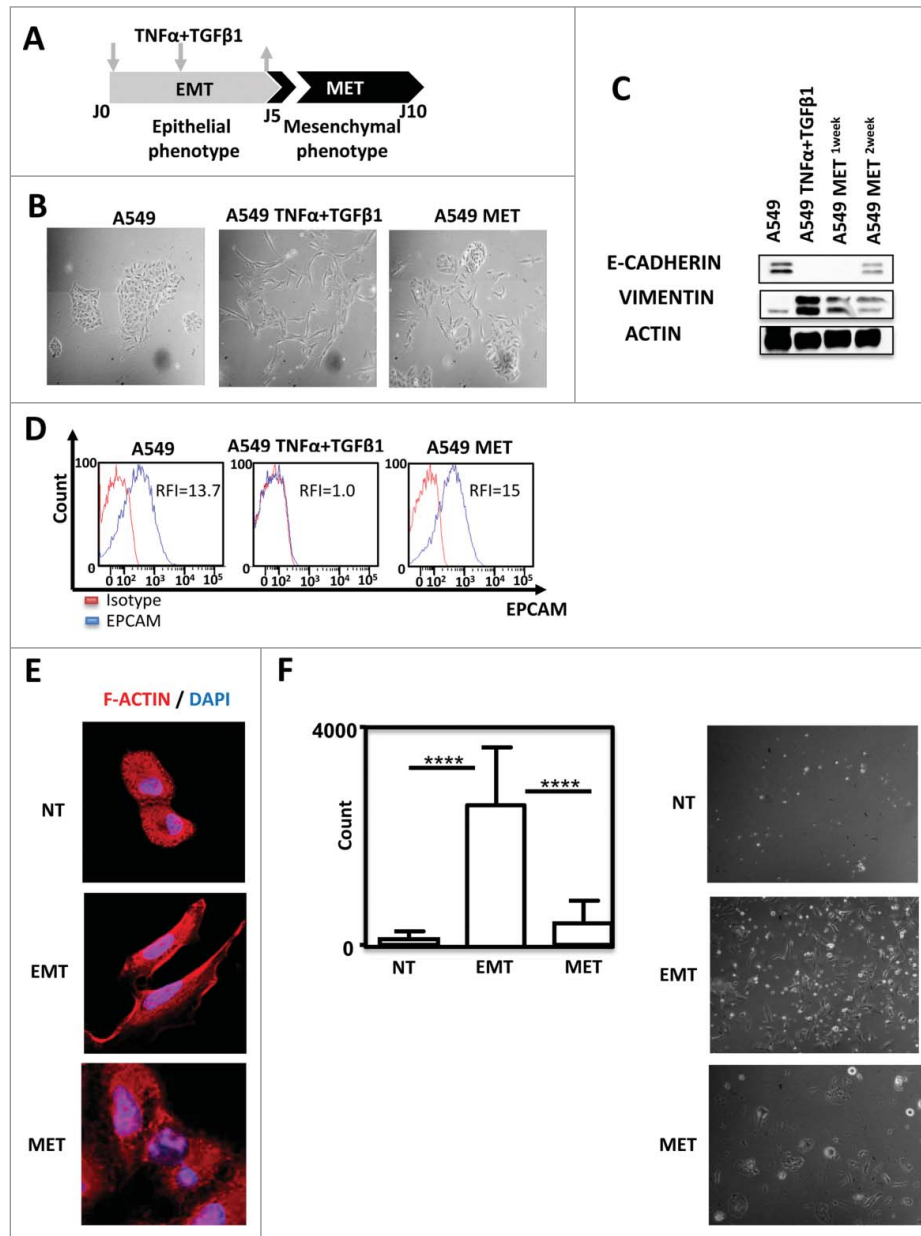 A
TNFα+TGFβ1
EMT
MET
J0
J5
J10
Epithelial
phenotype
Mesenchymal
phenotype
B
A549
A549 TNFα+TGFβ1
A549 MET
C
A549
A549 TNFα+TGFβ1
A549 MET 1week
A549 MET 2week
E-CADHERIN
VIMENTIN
ACTIN
D
A549
A549 TNFα+TGFβ1
A549 MET
Count
100
RFI=13.7
0
0 10² 10³ 10⁴ 10⁵
100
RFI=1.0
0
0 10² 10³ 10⁴ 10⁵
100
RFI=15
0
0 10² 10³ 10⁴ 10⁵
Isotype
EPCAM
EPCAM
E
F-ACTIN / DAPI
NT
EMT
MET
F
4000
Count
0
****
****
NT
EMT
MET
NT
EMT
MET